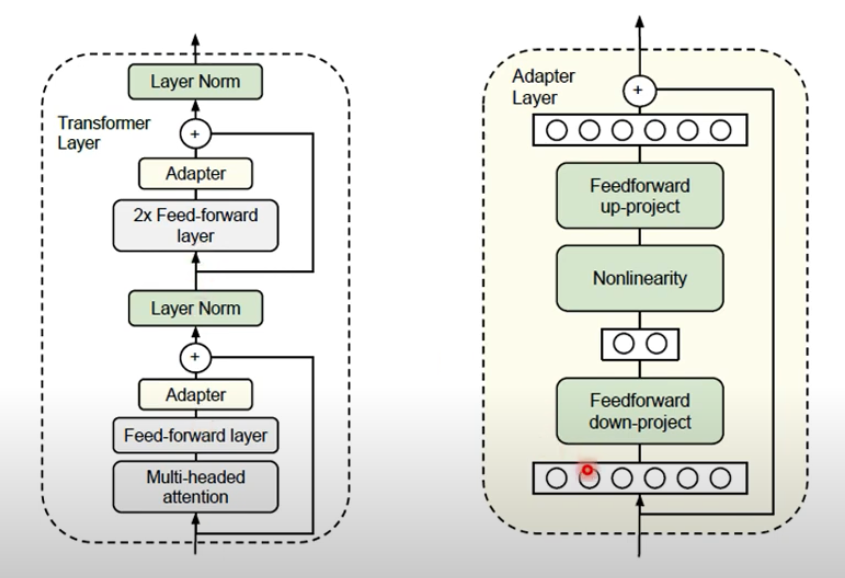 Layer Norm
Transformer
Layer
+
Adapter
2x Feed-forward
layer
Layer Norm
+
Adapter
Feed-forward layer
Multi-headed
attention
Adapter
Layer
+
Feedforward
up-project
Nonlinearity
Feedforward
down-project